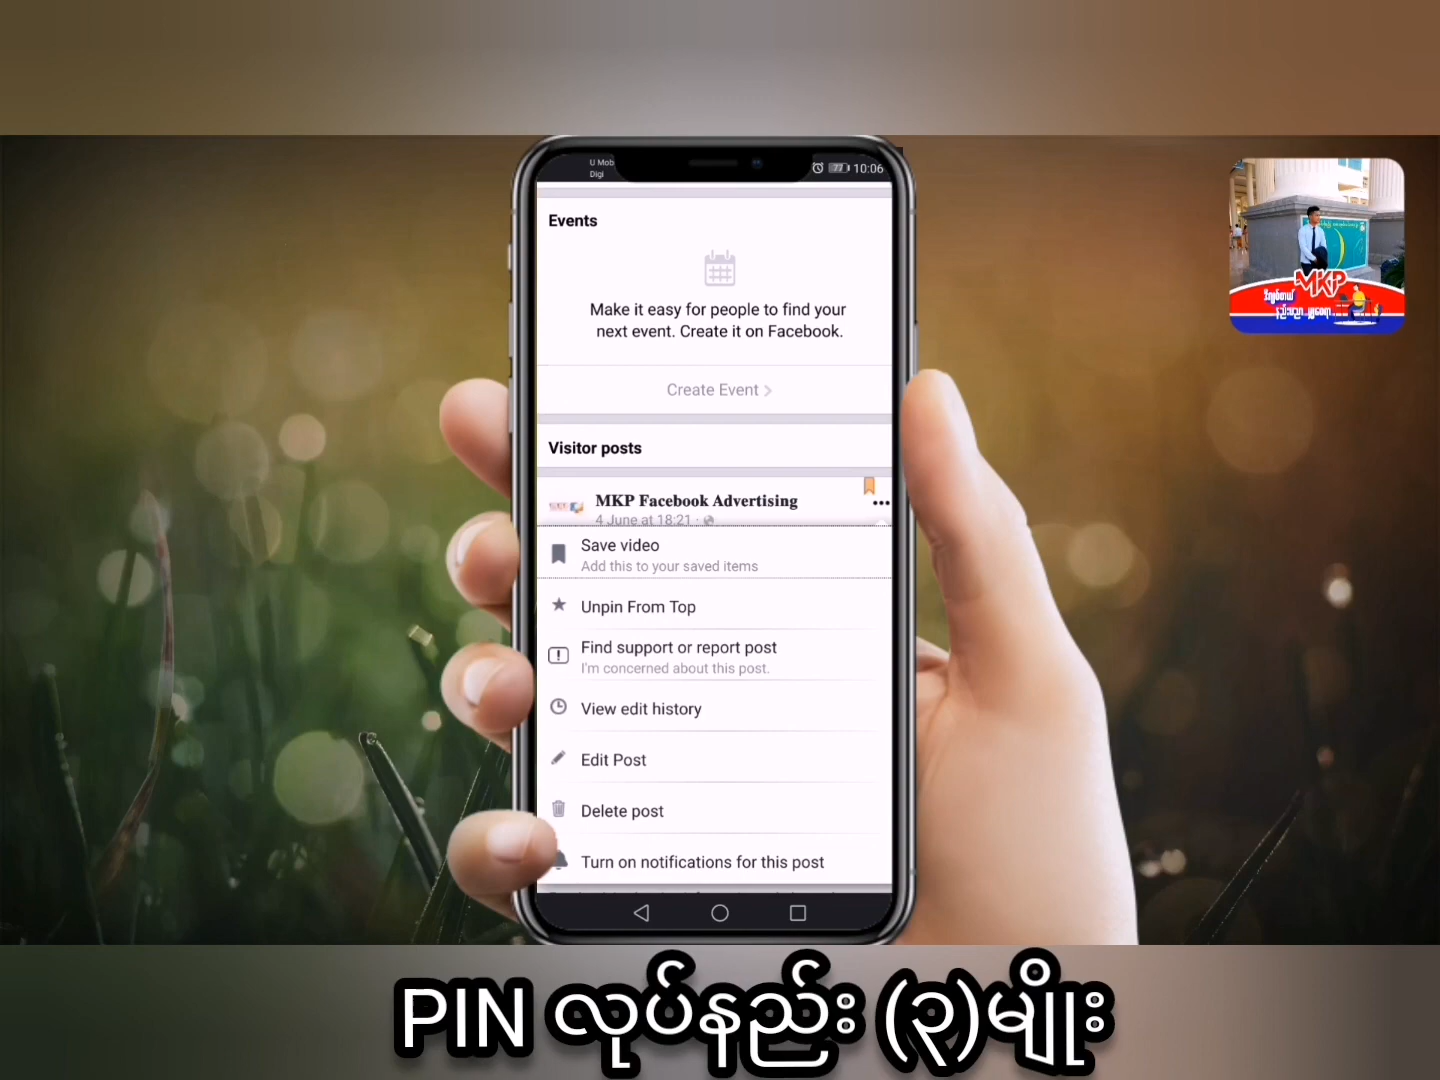 U Mob
Digi
77
10:06
Events
Make it easy for people to find your
next event. Create it on Facebook.
Create Event
Visitor posts
MKP Facebook Advertising
4 June at 18:21 ·
Save video
Add this to your saved items
Unpin From Top
Find support or report post
I'm concerned about this post.
View edit history
Edit Post
Delete post
Turn on notifications for this post
MKP
PIN လုပ်နည်း (၃)မျိုး